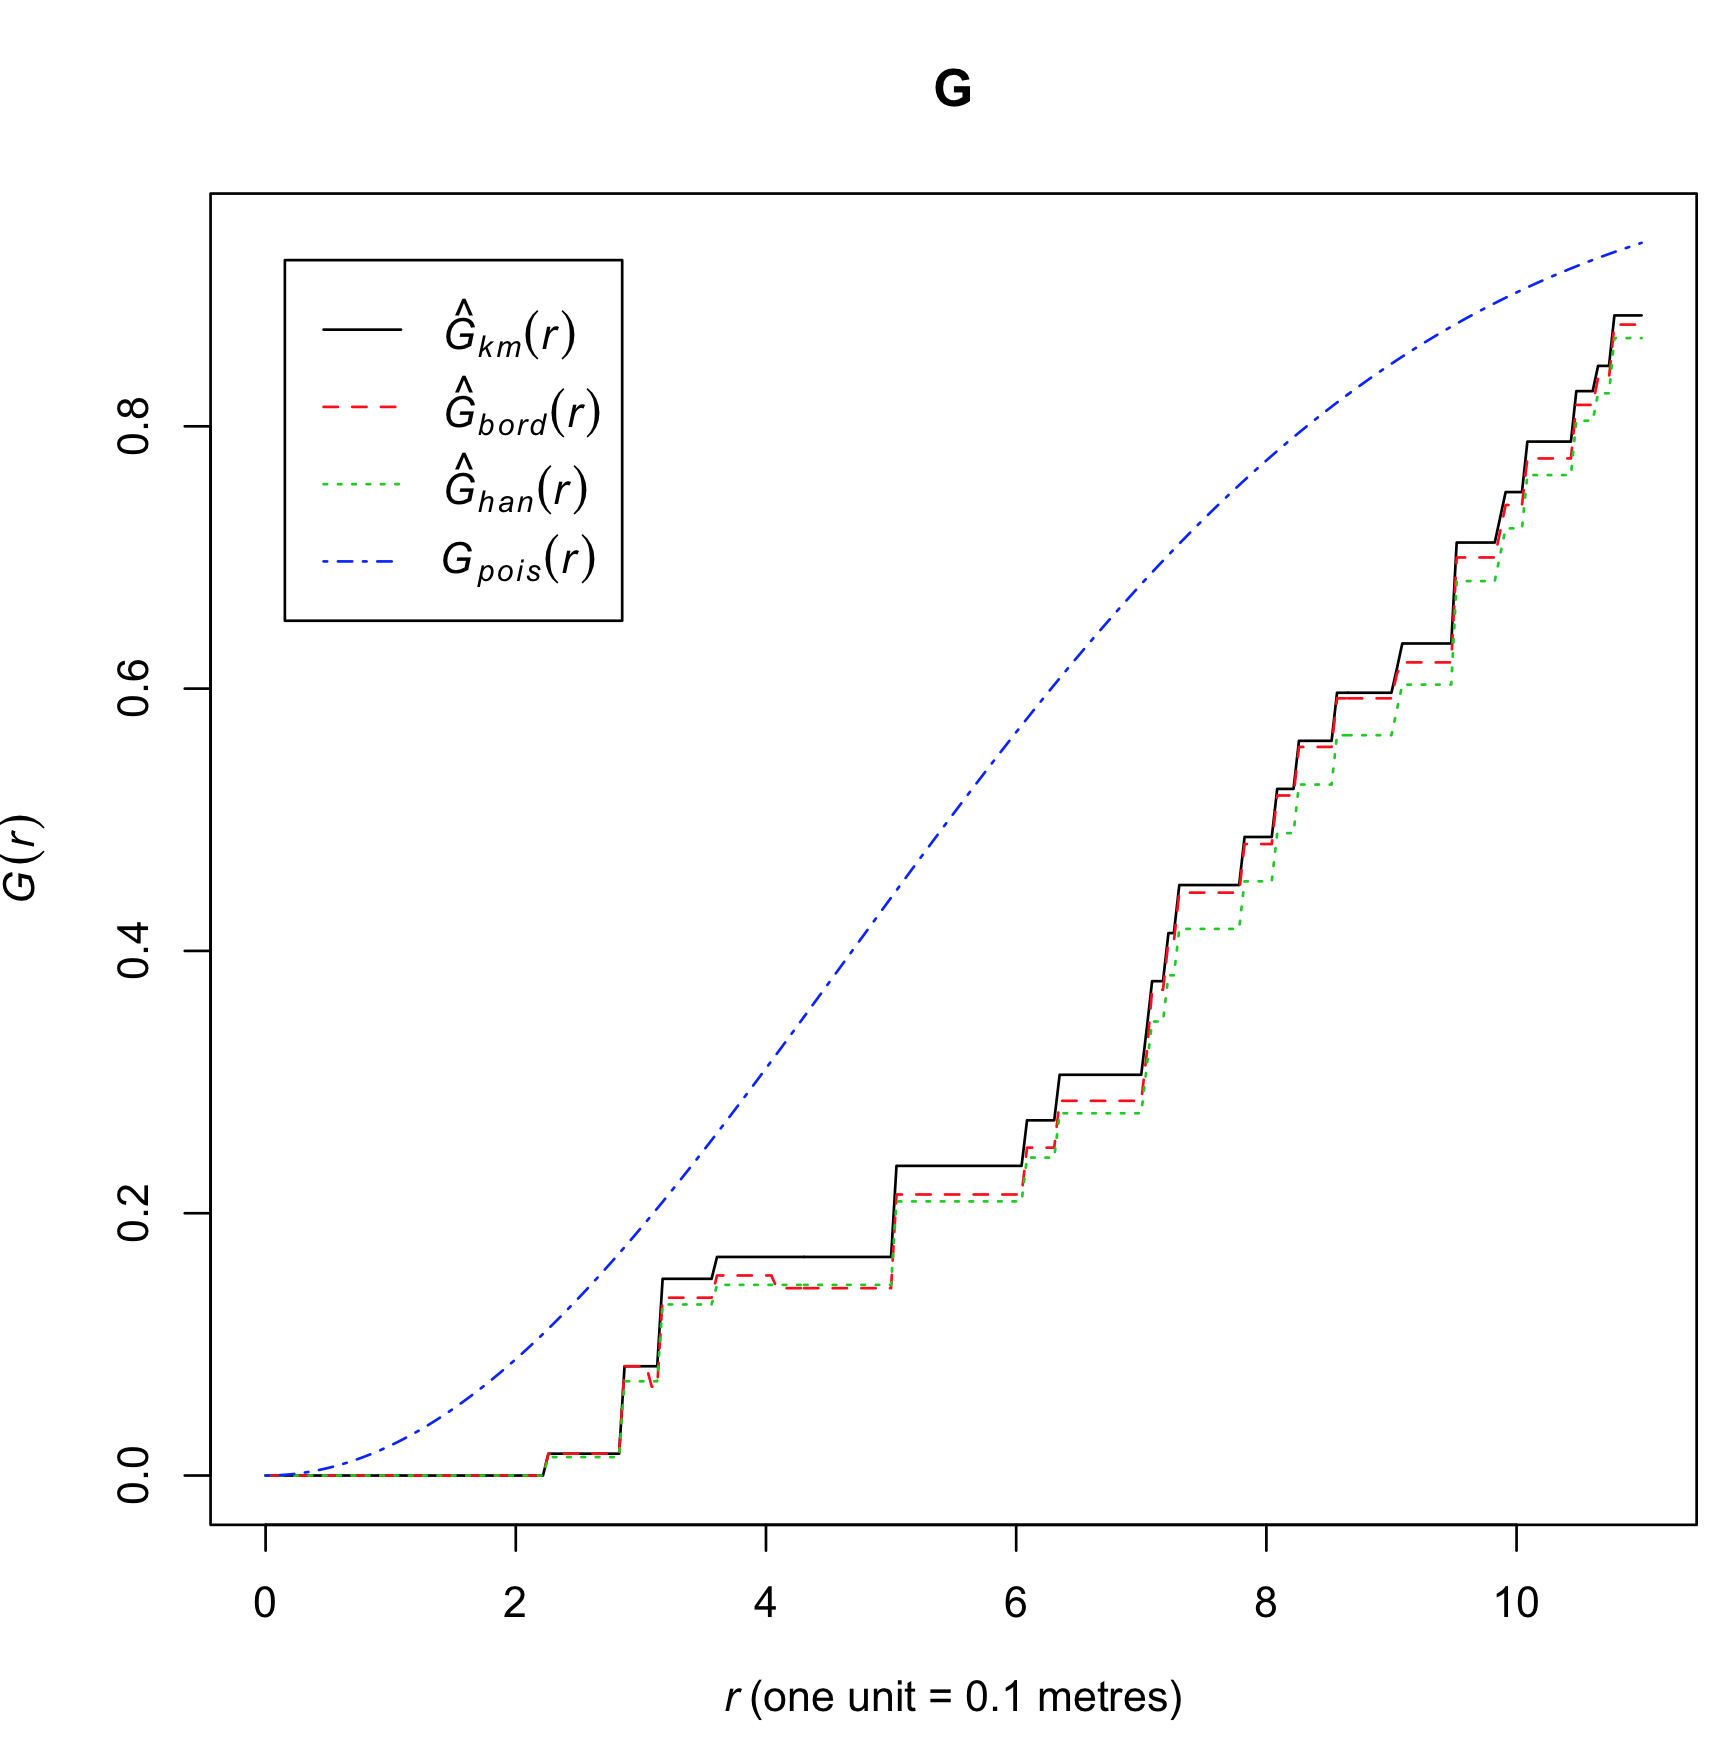 G
Ĝkm(r)
Ĝbord(r)
Ĝhan(r)
Gpois(r)
G(r)
0.8
0.6
0.4
0.2
0.0
0 2 4 6 8 10
r (one unit = 0.1 metres)